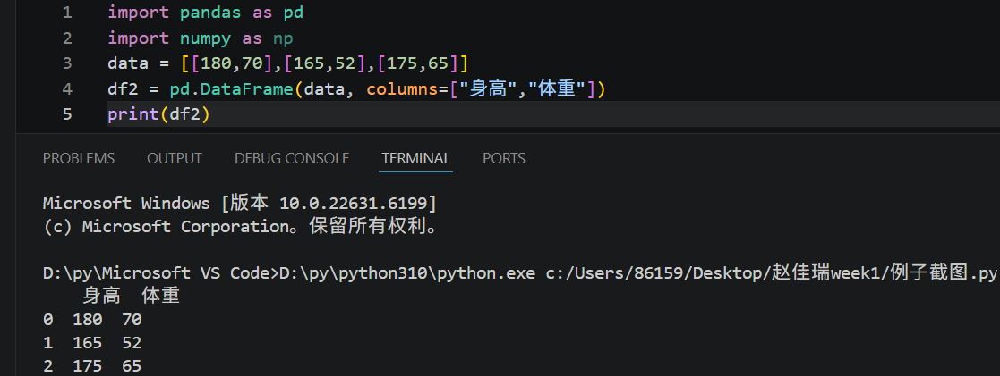 1 import pandas as pd
2 import numpy as np
3 data = [[180,70],[165,52],[175,65]]
4 df2 = pd.DataFrame(data, columns=["身高","体重"])
5 print(df2)
PROBLEMS OUTPUT DEBUG CONSOLE TERMINAL PORTS
Microsoft Windows [版本 10.0.22631.6199]
(c) Microsoft Corporation。保留所有权利。
D:\py\Microsoft VS Code>D:\py\python310\python.exe c:/Users/86159/Desktop/赵佳瑞week1/例子截图.py
身高 体重
0 180 70
1 165 52
2 175 65